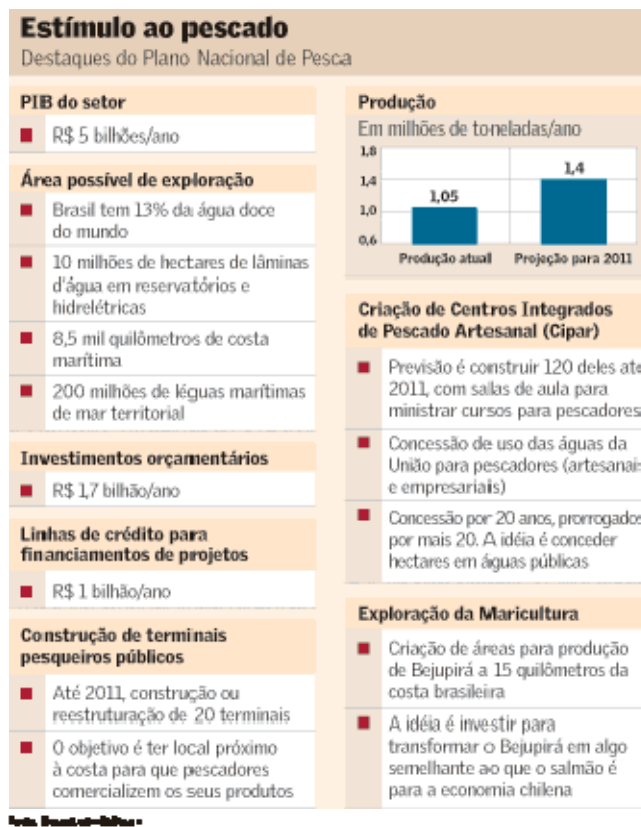 Estímulo ao pescado
Destaques do Plano Nacional de Pesca
PIB do setor
R$ 5 bilhões/ano
Área possível de exploração
Brasil tem 13% da água doce
do mundo
10 milhões de hectares de lâminas
d'água em reservatórios e
hidrelétricas
8,5 mil quilômetros de costa
marítima
200 milhões de léguas marítimas
de mar territorial
Investimentos orçamentários
R$ 1,7 bilhão/ano
Linhas de crédito para
financiamentos de projetos
R$ 1 bilhão/ano
Construção de terminais
pesqueiros públicos
Até 2011, construção ou
reestruturação de 20 terminais
O objetivo é ter local próximo
à costa para que pescadores
comercializem os seus produtos
Produção
Em milhões de toneladas/ano
1,8
1,4
1,0
0,6
1,05
1,4
Produção atual
Projeção para 2011
Criação de Centros Integrados
de Pescado Artesanal (Cipar)
Previsão é construir 120 deles até
2011, com salas de aula para
ministrar cursos para pescadores
Concessão de uso das águas da
União para pescadores (artesanais
e empresariais)
Concessão por 20 anos, prorrogados
por mais 20. A idéia é conceder
hectares em águas públicas
Exploração da Maricultura
Criação de áreas para produção
de Bejupirá a 15 quilômetros da
costa brasileira
A idéia é investir para
transformar o Bejupirá em algo
semelhante ao que o salmão é
para a economia chilena